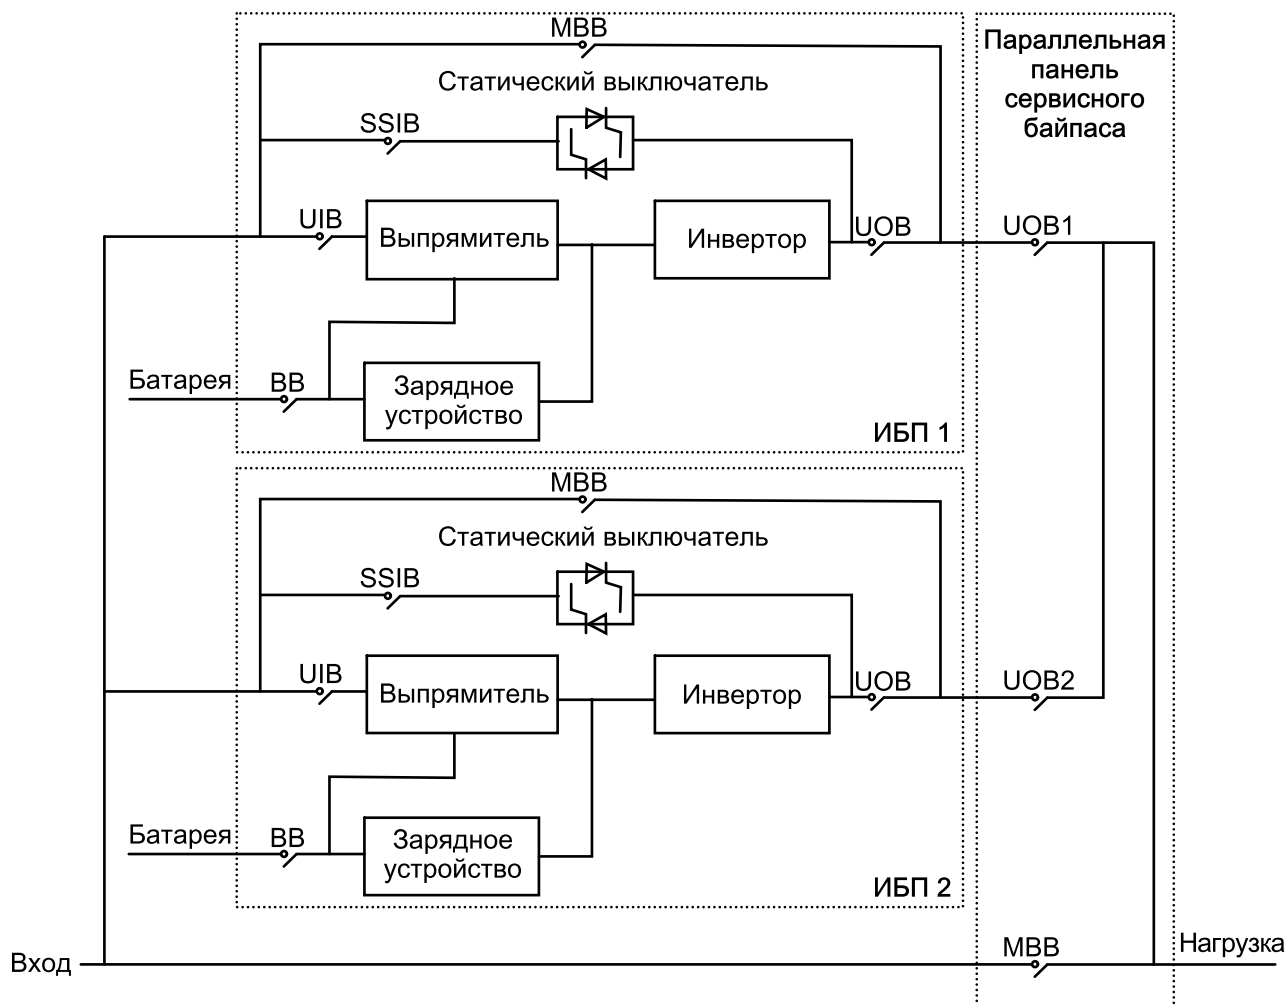 MBB
Параллельная
панель
сервисного
байпаса
Статический выключатель
SSIB
UIB
Выпрямитель
Инвертор
UOB
UOB1
Батарея
BB
Зарядное
устройство
ИБП 1
MBB
Статический выключатель
SSIB
UIB
Выпрямитель
Инвертор
UOB
UOB2
Батарея
BB
Зарядное
устройство
ИБП 2
Вход
MBB
Нагрузка